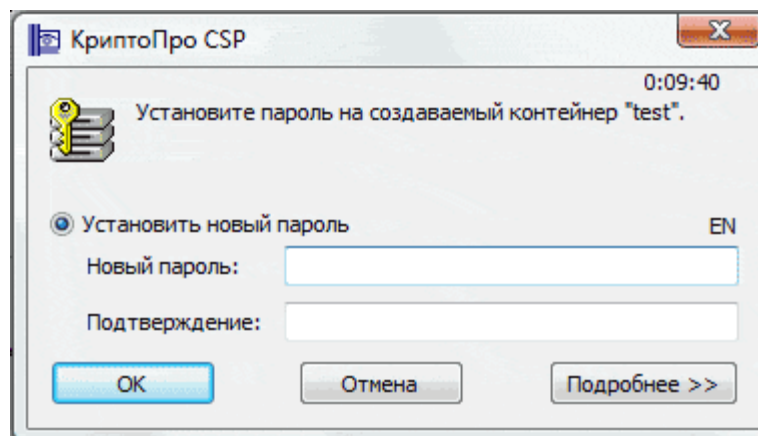 КриптоПро CSP
0:09:40
Установите пароль на создаваемый контейнер "test".
Установить новый пароль EN
Новый пароль:
Подтверждение:
OK Отмена Подробнее >>